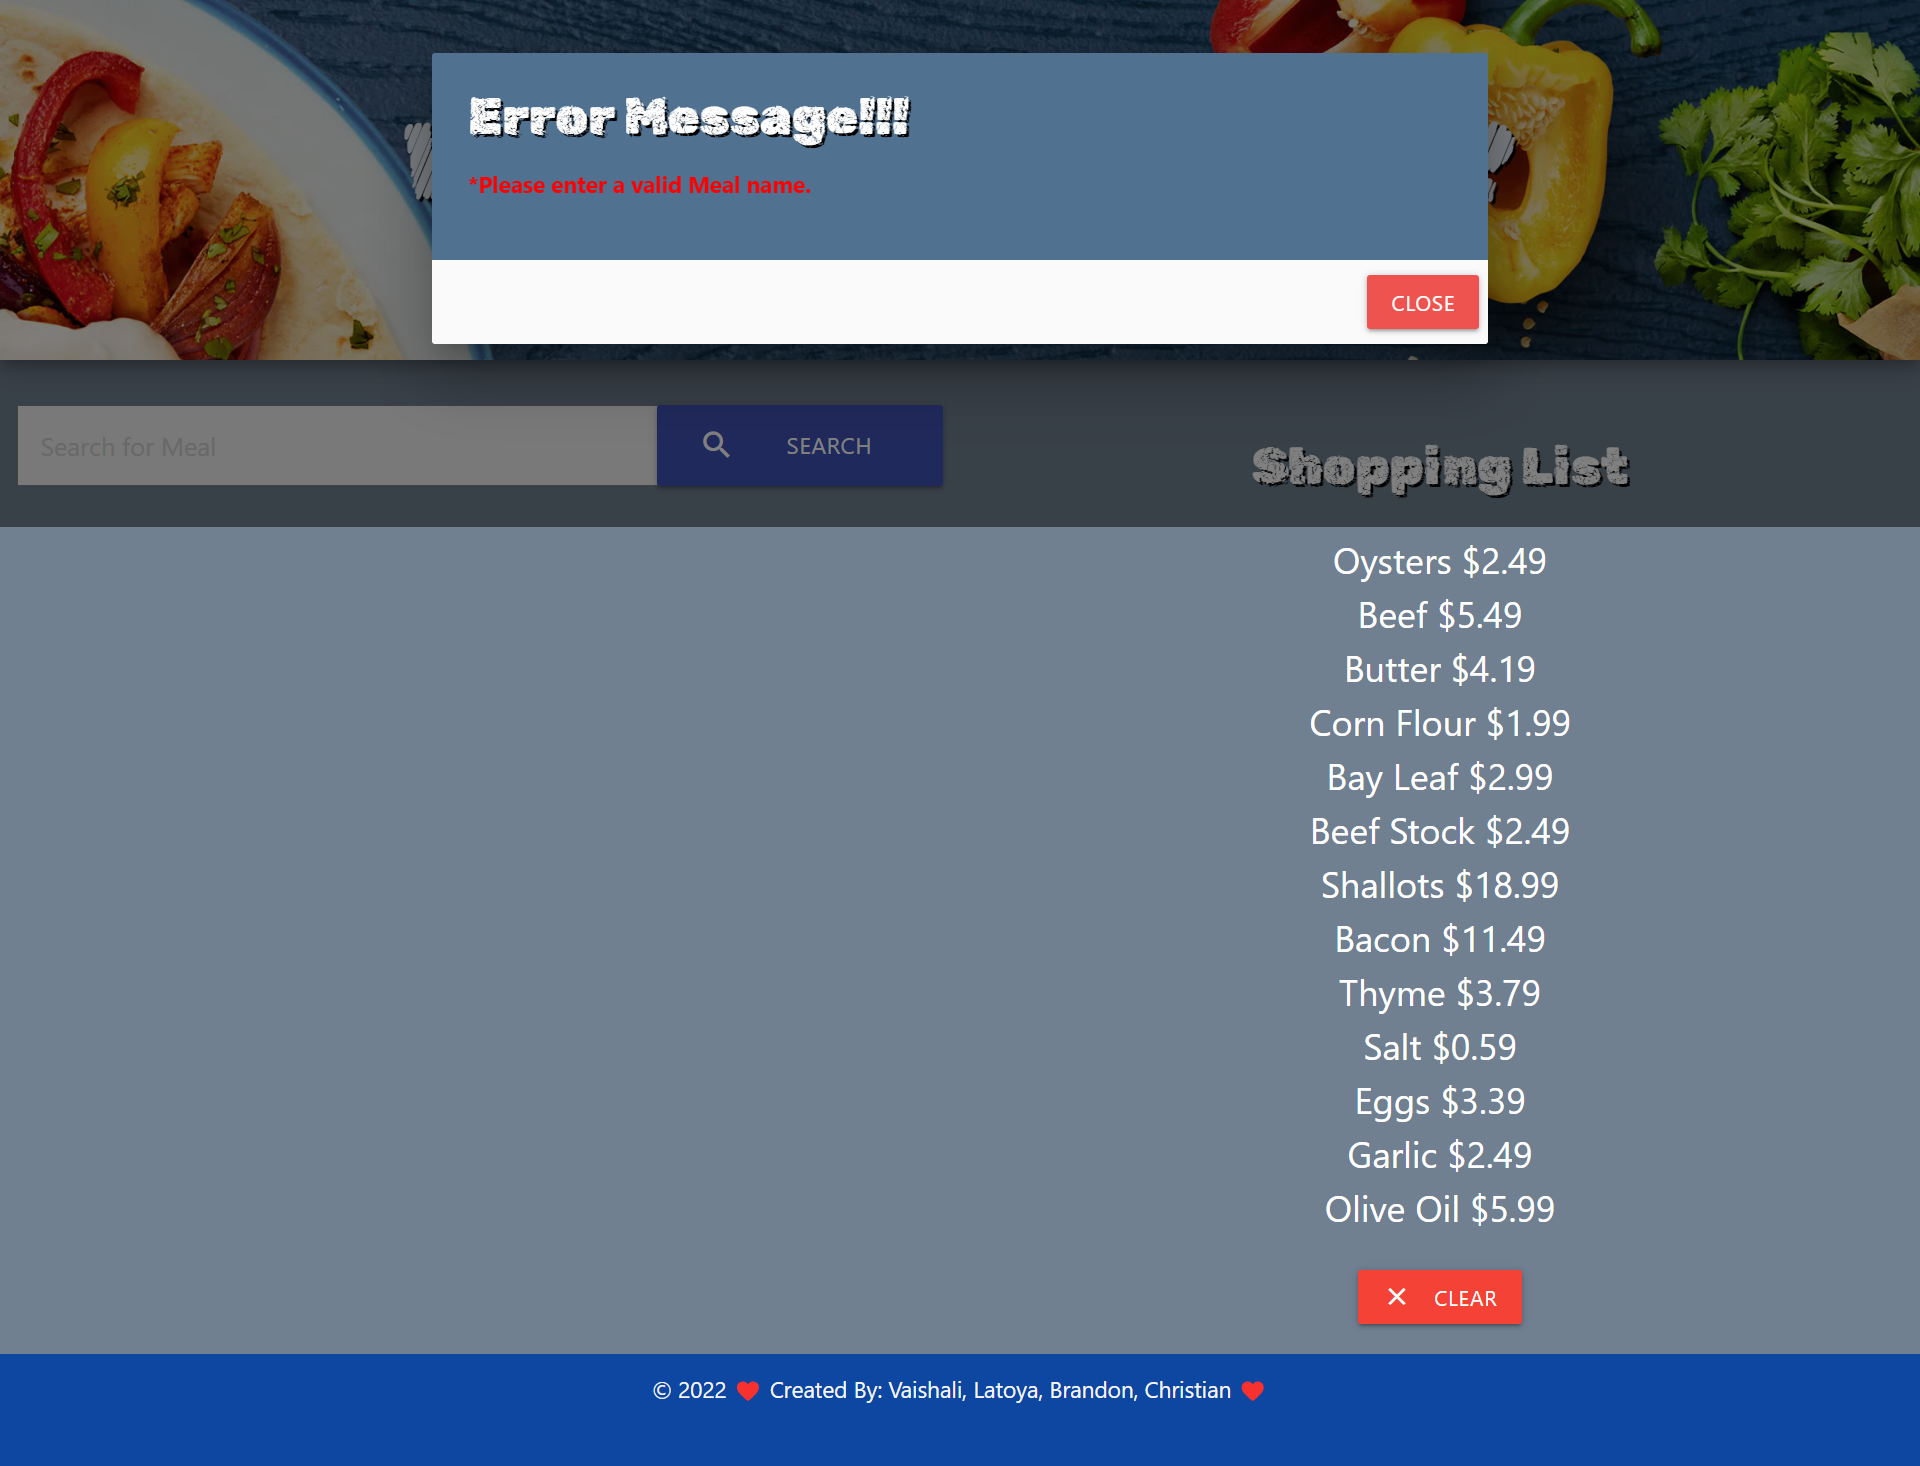 Error Message!!!
*Please enter a valid Meal name.
CLOSE
Search for Meal
SEARCH
Shopping List
Oysters $2.49
Beef $5.49
Butter $4.19
Corn Flour $1.99
Bay Leaf $2.99
Beef Stock $2.49
Shallots $18.99
Bacon $11.49
Thyme $3.79
Salt $0.59
Eggs $3.39
Garlic $2.49
Olive Oil $5.99
CLEAR
© 2022 ❤ Created By: Vaishali, Latoya, Brandon, Christian ❤